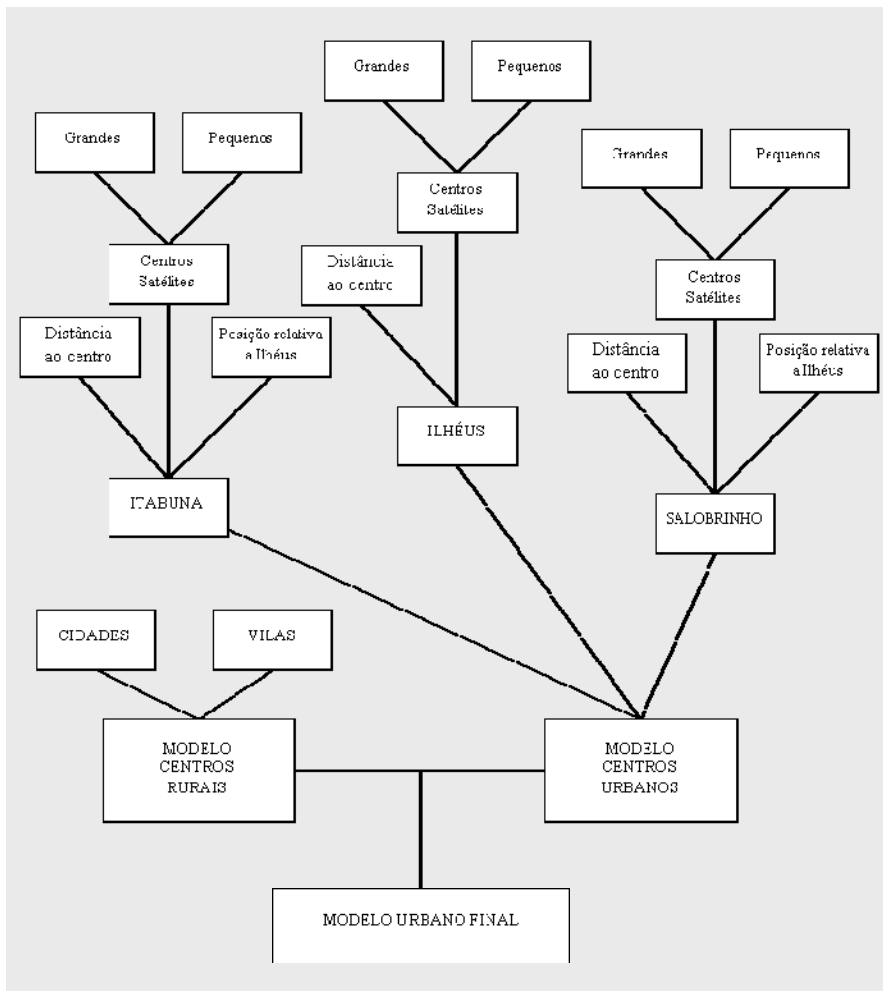 Grandes
Pequenos
Grandes
Pequenos
Grandes
Pequenos
Centros
Satélites
Centros
Satélites
Distância
ao centro
Centros
Satélites
Distância
ao centro
Posição relativa
a Ilhéus
Distância
ao centro
Posição relativa
a Ilhéus
ILHÉUS
ITABUNA
SALOBRINHO
CIDADES
VILAS
MODELO
CENTROS
RURAIS
MODELO
CENTROS
URBANOS
MODELO URBANO FINAL